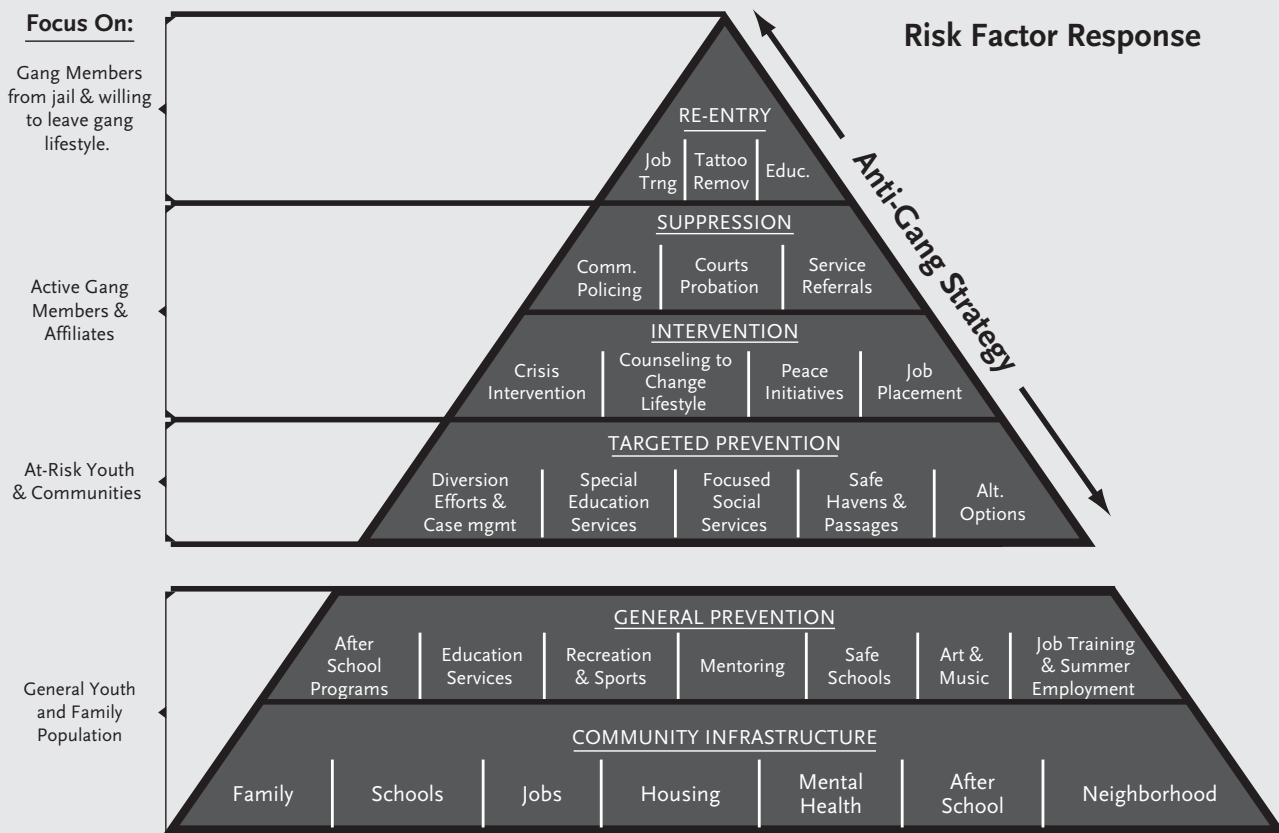 Focus On:
Risk Factor Response
Gang Members
from jail & willing
to leave gang
lifestyle.
RE-ENTRY
Job
Trng
Tattoo
Remov
Educ.
Anti-Gang Strategy
SUPPRESSION
Comm.
Policing
Courts
Probation
Service
Referrals
Active Gang
Members &
Affiliates
INTERVENTION
Crisis
Intervention
Counseling to
Change
Lifestyle
Peace
Initiatives
Job
Placement
At-Risk Youth
& Communities
TARGETED PREVENTION
Diversion
Efforts &
Case mgmt
Special
Education
Services
Focused
Social
Services
Safe
Havens &
Passages
Alt.
Options
General Youth
and Family
Population
GENERAL PREVENTION
After
School
Programs
Education
Services
Recreation
& Sports
Mentoring
Safe
Schools
Art &
Music
Job Training
& Summer
Employment
COMMUNITY INFRASTRUCTURE
Family
Schools
Jobs
Housing
Mental
Health
After
School
Neighborhood